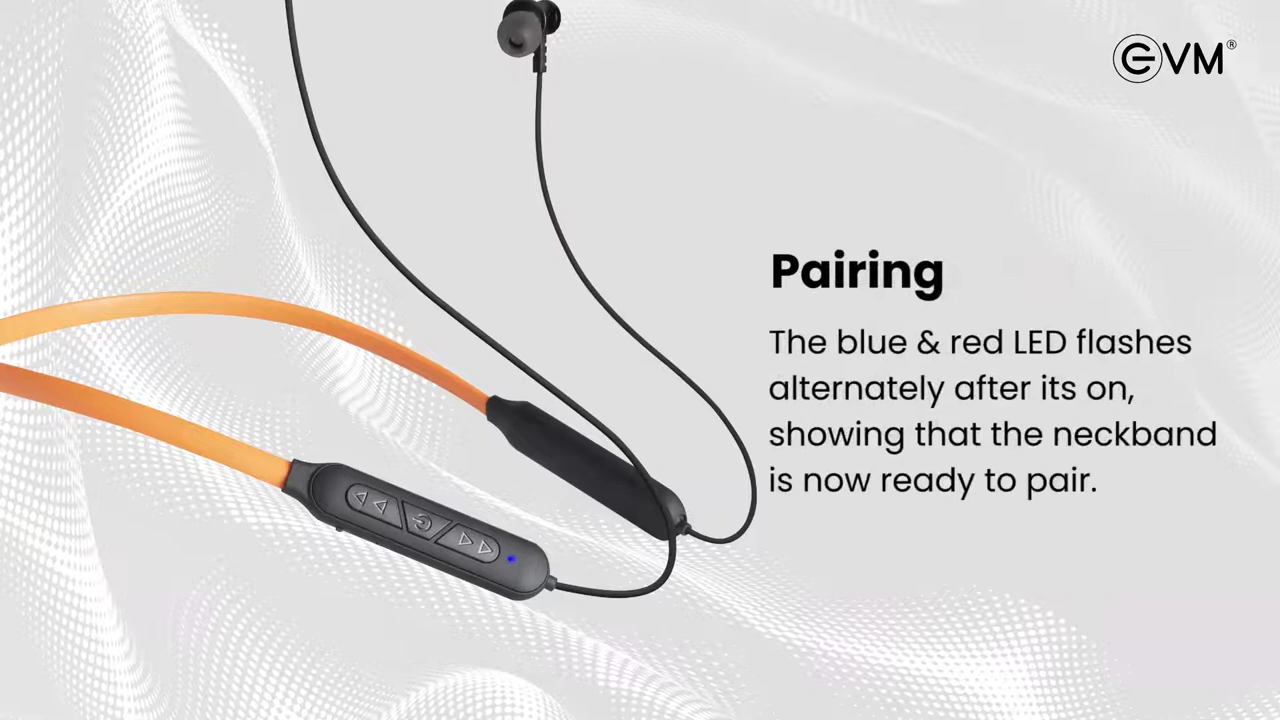 EVM®
Pairing
The blue & red LED flashes
alternately after its on,
showing that the neckband
is now ready to pair.